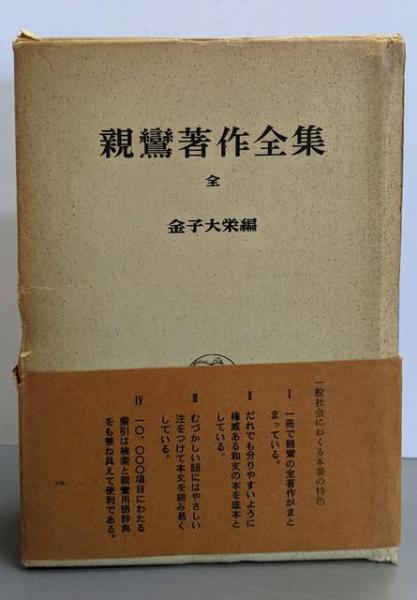 親鸞著作全集
全
金子大栄編
一般社会におくる本書の特色
Ⅰ 一冊で親鸞の全著作がまと
まっている。
Ⅱ だれでも分りやすいように
権威ある和文の本を底本と
している。
Ⅲ むづかしい語にはやさしい
注をつけて本文を読み易く
している。
Ⅳ 一〇、〇〇〇項目にわたる
索引は検索と親鸞用語辞典
をも兼ね具えて便利である。